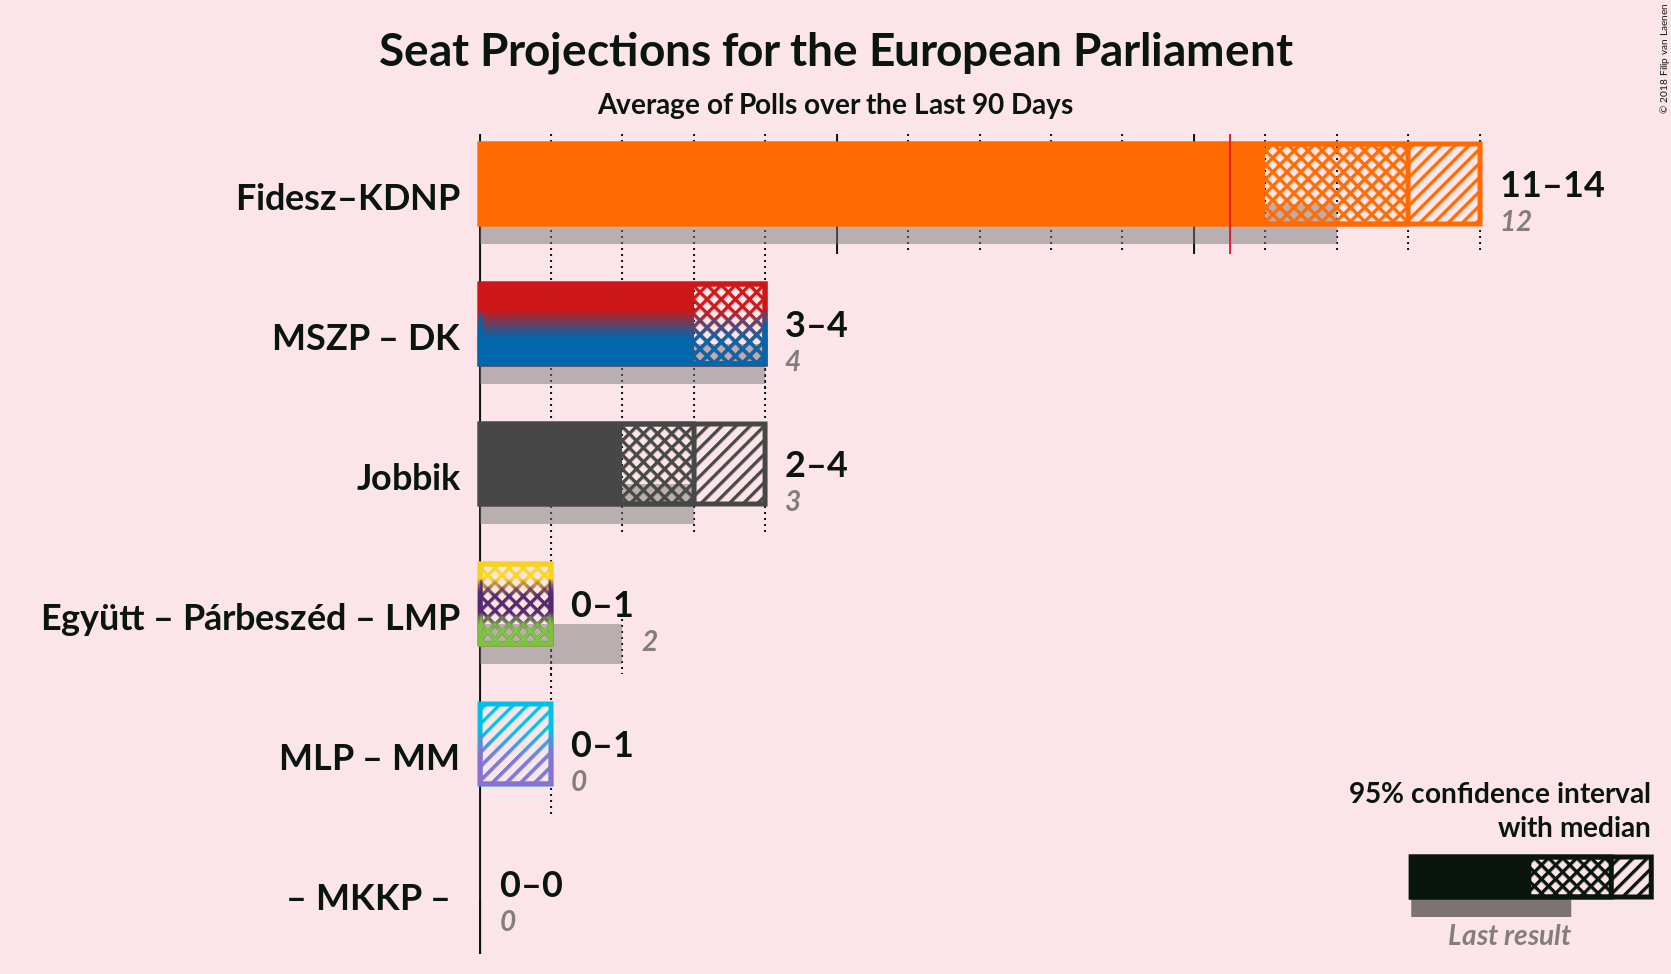 Seat Projections for the European Parliament
Average of Polls over the Last 90 Days
© 2018 Filip van Laenen
Fidesz–KDNP
11–14
12
MSZP – DK
3–4
4
Jobbik
2–4
3
Együtt – Párbeszéd – LMP
0–1
2
MLP – MM
0–1
0
– MKKP –
0–0
0
95% confidence interval
with median
Last result